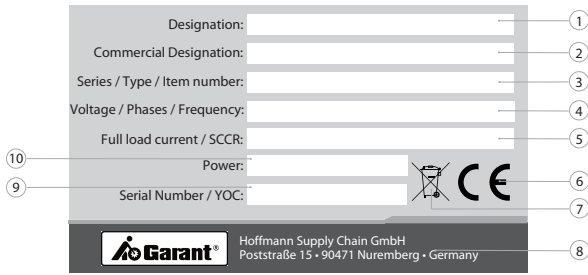 Designation: 1
Commercial Designation: 2
Series / Type / Item number: 3
Voltage / Phases / Frequency: 4
Full load current / SCCR: 5
10 Power:
9 Serial Number / YOC:
CE 6
7
Garant®
Hoffmann Supply Chain GmbH
Poststraße 15 • 90471 Nuremberg • Germany 8